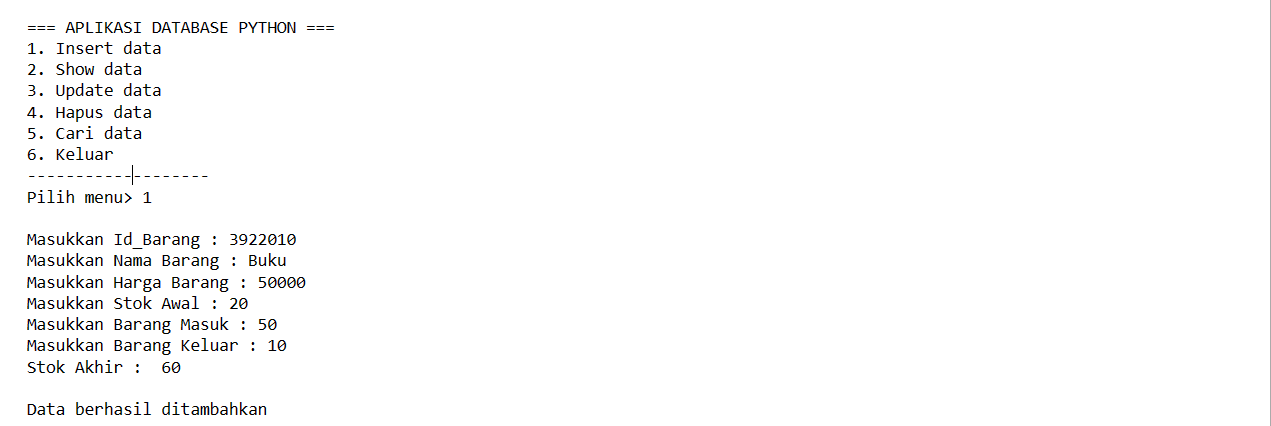 === APLIKASI DATABASE PYTHON ===
1. Insert data
2. Show data
3. Update data
4. Hapus data
5. Cari data
6. Keluar
-------------------
Pilih menu> 1
Masukkan Id_Barang : 3922010
Masukkan Nama Barang : Buku
Masukkan Harga Barang : 50000
Masukkan Stok Awal : 20
Masukkan Barang Masuk : 50
Masukkan Barang Keluar : 10
Stok Akhir :  60
Data berhasil ditambahkan